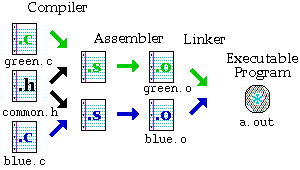 Compiler
Assembler
Linker
Executable
Program
.c
green.c
.h
common.h
.c
blue.c
.s
.s
.o
green.o
.o
blue.o
a.out